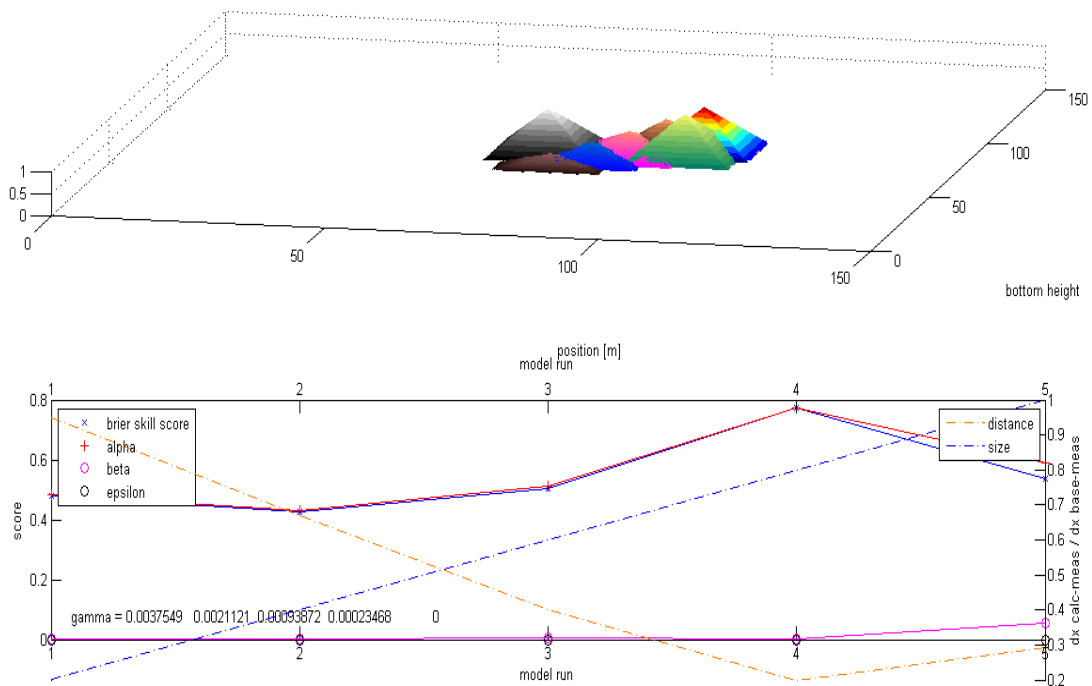 150
1
100
0.5
50
0
0
0
50
100
150
bottom height
position [m]
model run
1 2 3 4 5
0.8
1
brier skill score
alpha
beta
epsilon
distance
size
0.9
0.8
0.6
0.7
score
0.4
0.6
dx calc-meas / dx base-meas
0.5
0.2
0.4
gamma = 0.0037549 0.0021121 0.00093872 0.00023468 0
0
0.3
1 2 3 4 5
0.2
model run